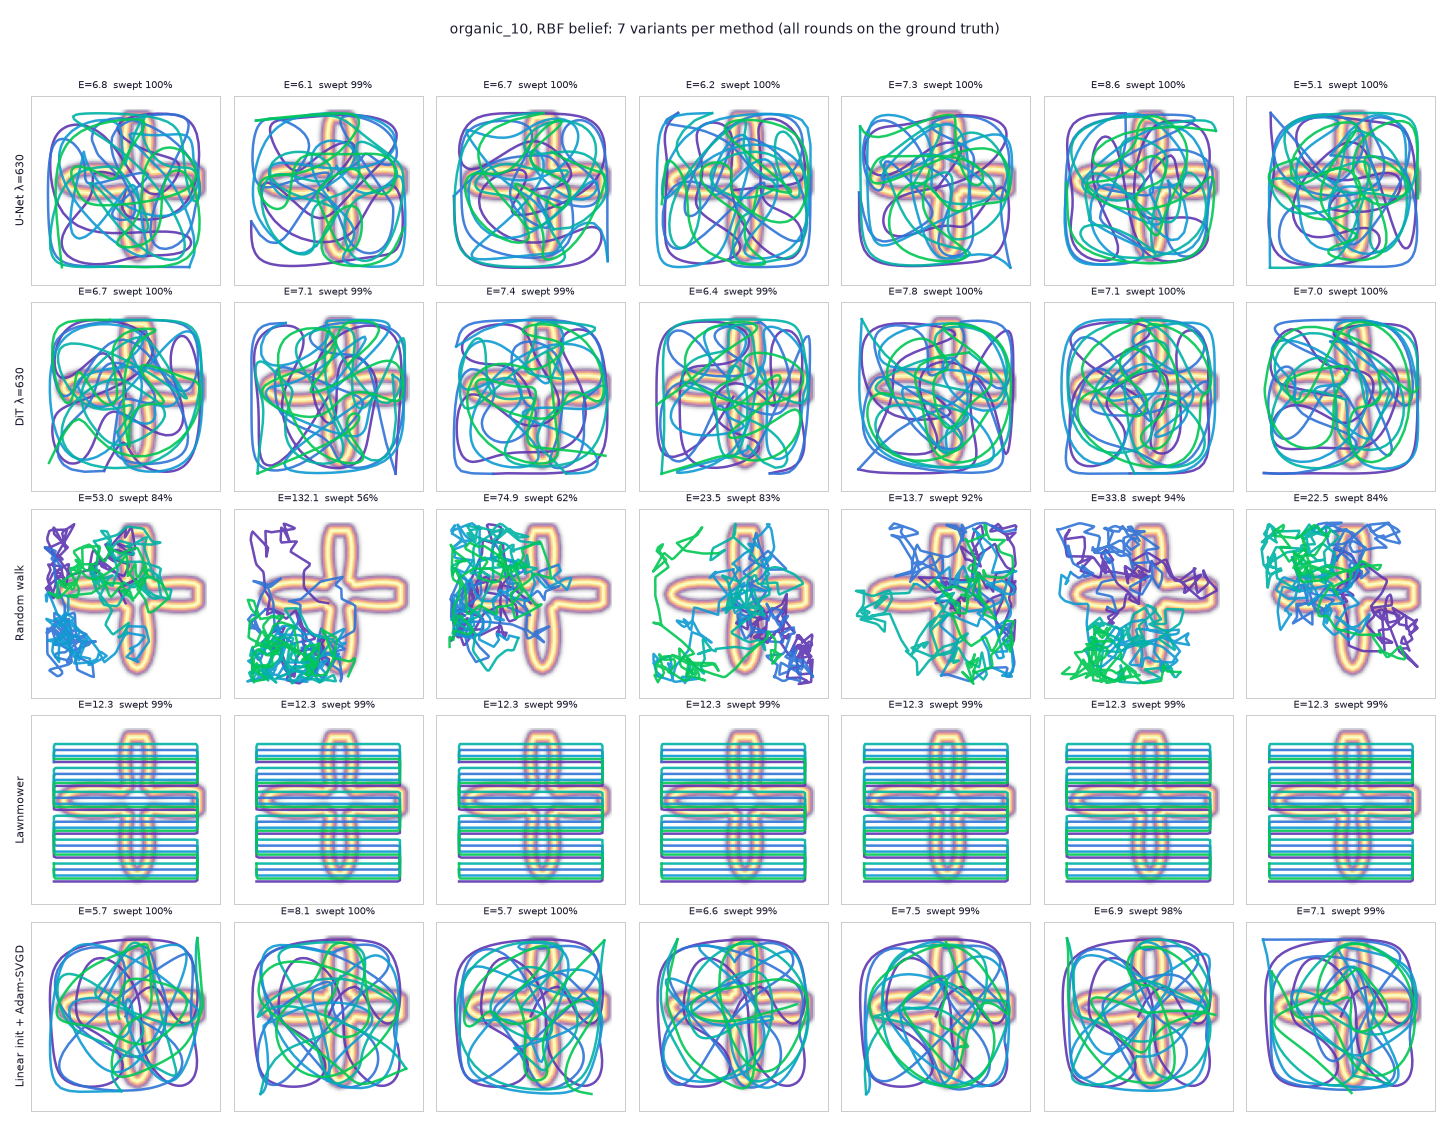 organic_10, RBF belief: 7 variants per method (all rounds on the ground truth)
E=6.8 swept 100% E=6.1 swept 99% E=6.7 swept 100% E=6.2 swept 100% E=7.3 swept 100% E=8.6 swept 100% E=5.1 swept 100%
U-Net λ=630
E=6.7 swept 100% E=7.1 swept 99% E=7.4 swept 99% E=6.4 swept 99% E=7.8 swept 100% E=7.1 swept 100% E=7.0 swept 100%
DiT λ=630
E=53.0 swept 84% E=132.1 swept 56% E=74.9 swept 62% E=23.5 swept 83% E=13.7 swept 92% E=33.8 swept 94% E=22.5 swept 84%
Random walk
E=12.3 swept 99% E=12.3 swept 99% E=12.3 swept 99% E=12.3 swept 99% E=12.3 swept 99% E=12.3 swept 99% E=12.3 swept 99%
Lawnmower
E=5.7 swept 100% E=8.1 swept 100% E=5.7 swept 100% E=6.6 swept 99% E=7.5 swept 99% E=6.9 swept 98% E=7.1 swept 99%
Linear init + Adam-SVGD